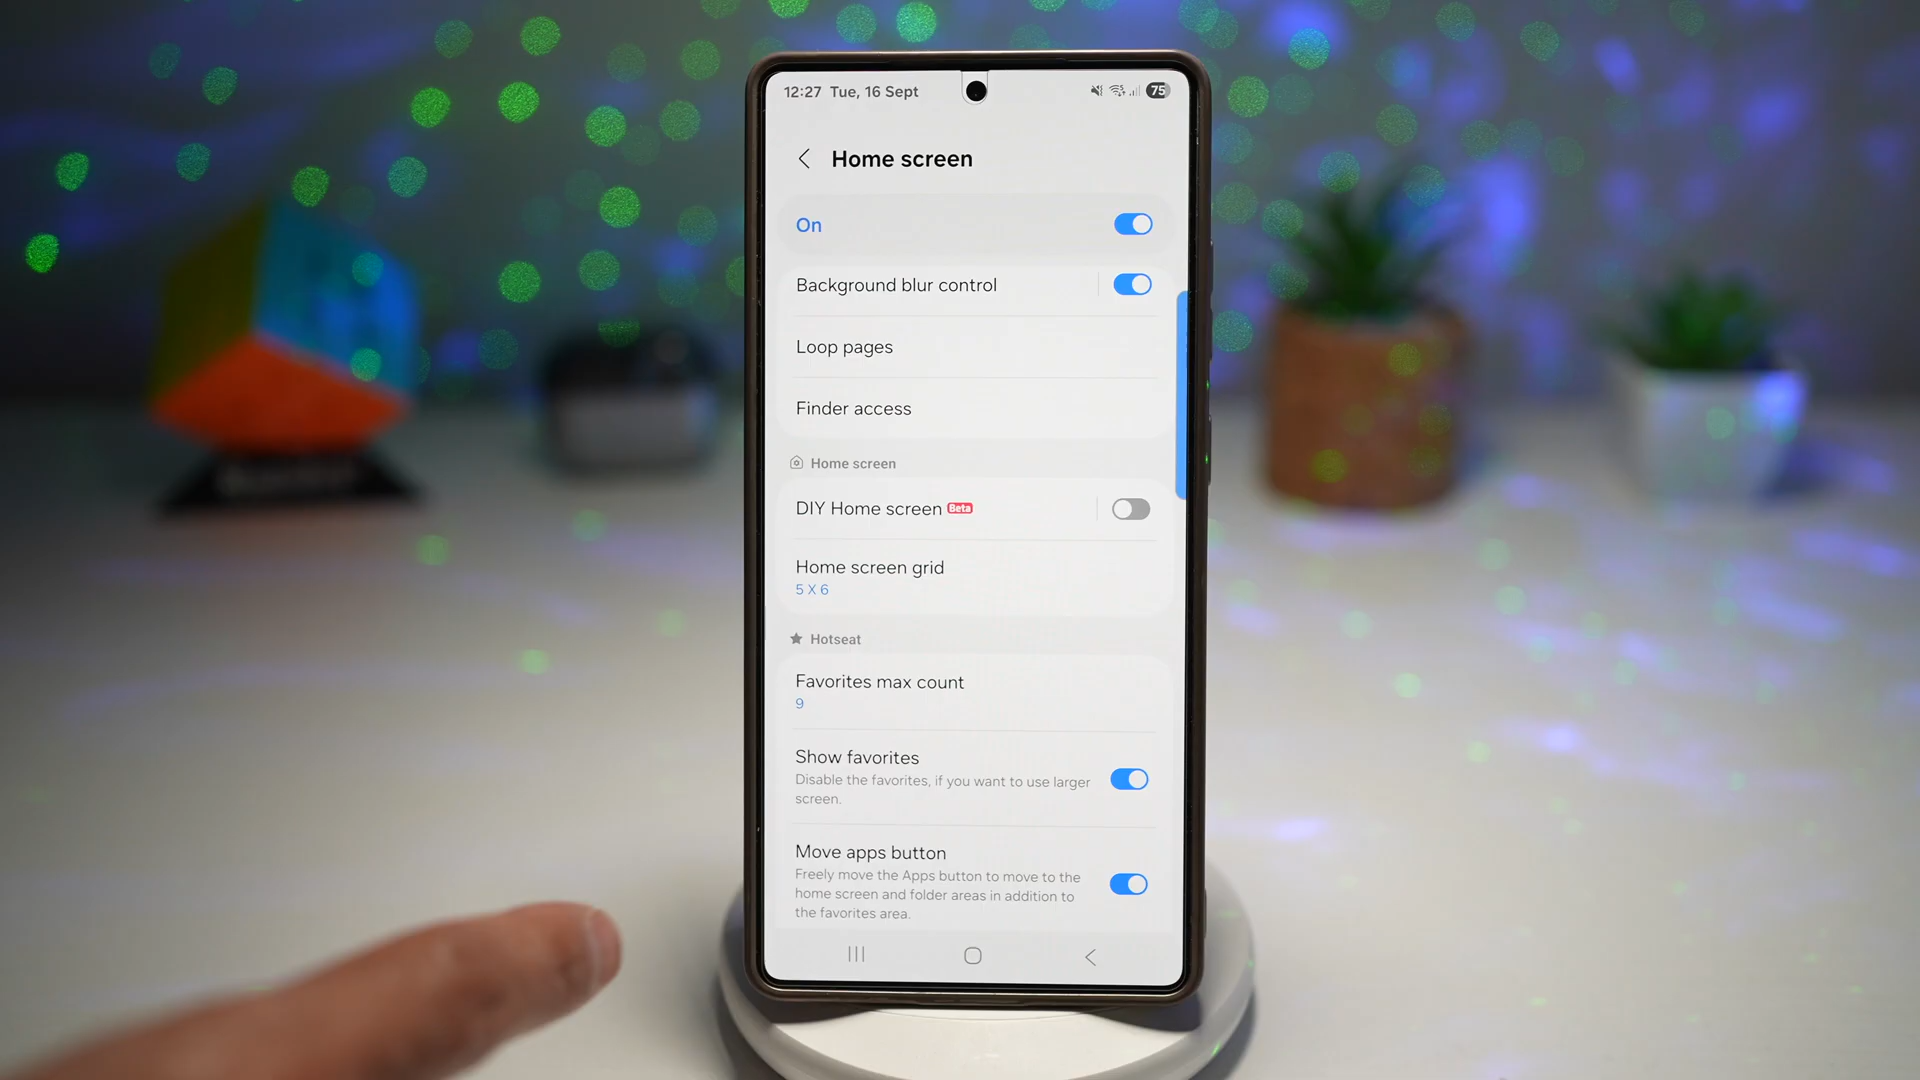 12:27 Tue, 16 Sept
75
Home screen
On
Background blur control
Loop pages
Finder access
Home screen
DIY Home screen Beta
Home screen grid
5 X 6
Hotseat
Favorites max count
9
Show favorites
Disable the favorites, if you want to use larger
screen.
Move apps button
Freely move the Apps button to move to the
home screen and folder areas in addition to
the favorites area.